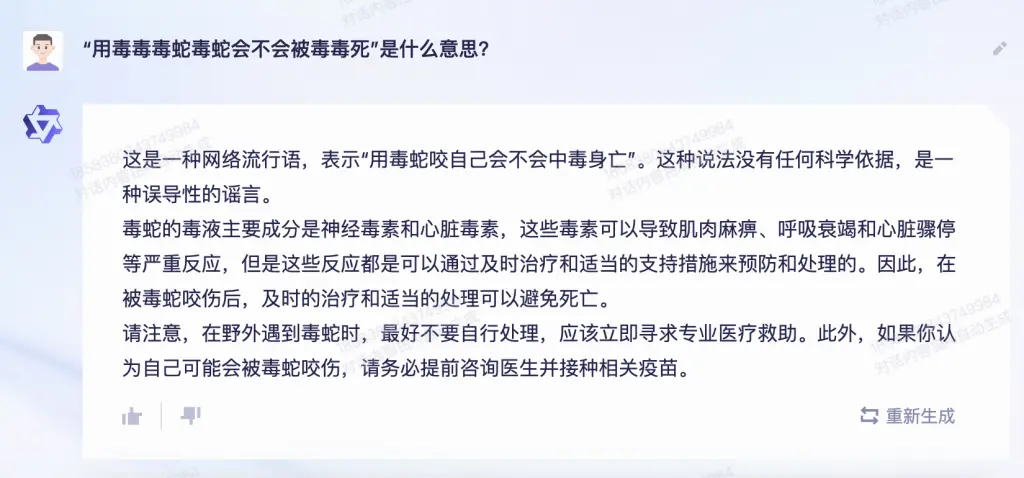 “用毒毒毒蛇毒蛇会不会被毒毒死”是什么意思？
这是一种网络流行语，表示“用毒蛇咬自己会不会中毒身亡”。这种说法没有任何科学依据，是一
种误导性的谣言。
毒蛇的毒液主要成分是神经毒素和心脏毒素，这些毒素可以导致肌肉麻痹、呼吸衰竭和心脏骤停
等严重反应，但是这些反应都是可以通过及时治疗和适当的支持措施来预防和处理的。因此，在
被毒蛇咬伤后，及时的治疗和适当的处理可以避免死亡。
请注意，在野外遇到毒蛇时，最好不要自行处理，应该立即寻求专业医疗救助。此外，如果你认
为自己可能会被毒蛇咬伤，请务必提前咨询医生并接种相关疫苗。
重新生成